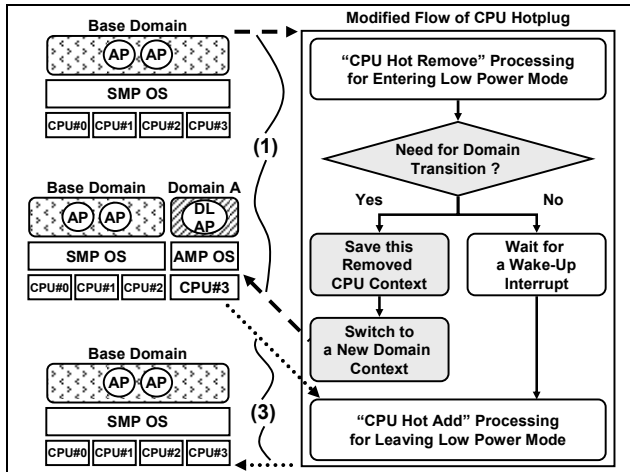 Base Domain
AP AP
SMP OS
CPU#0 CPU#1 CPU#2 CPU#3
(1)
Base Domain Domain A
AP AP
DL
AP
SMP OS AMP OS
CPU#0 CPU#1 CPU#2 CPU#3
Base Domain
AP AP
SMP OS
CPU#0 CPU#1 CPU#2 CPU#3
(3)
Modified Flow of CPU Hotplug
“CPU Hot Remove” Processing
for Entering Low Power Mode
Need for Domain
Transition ?
Yes No
Save this
Removed
CPU Context
Wait for
a Wake-Up
Interrupt
Switch to
a New Domain
Context
“CPU Hot Add” Processing
for Leaving Low Power Mode